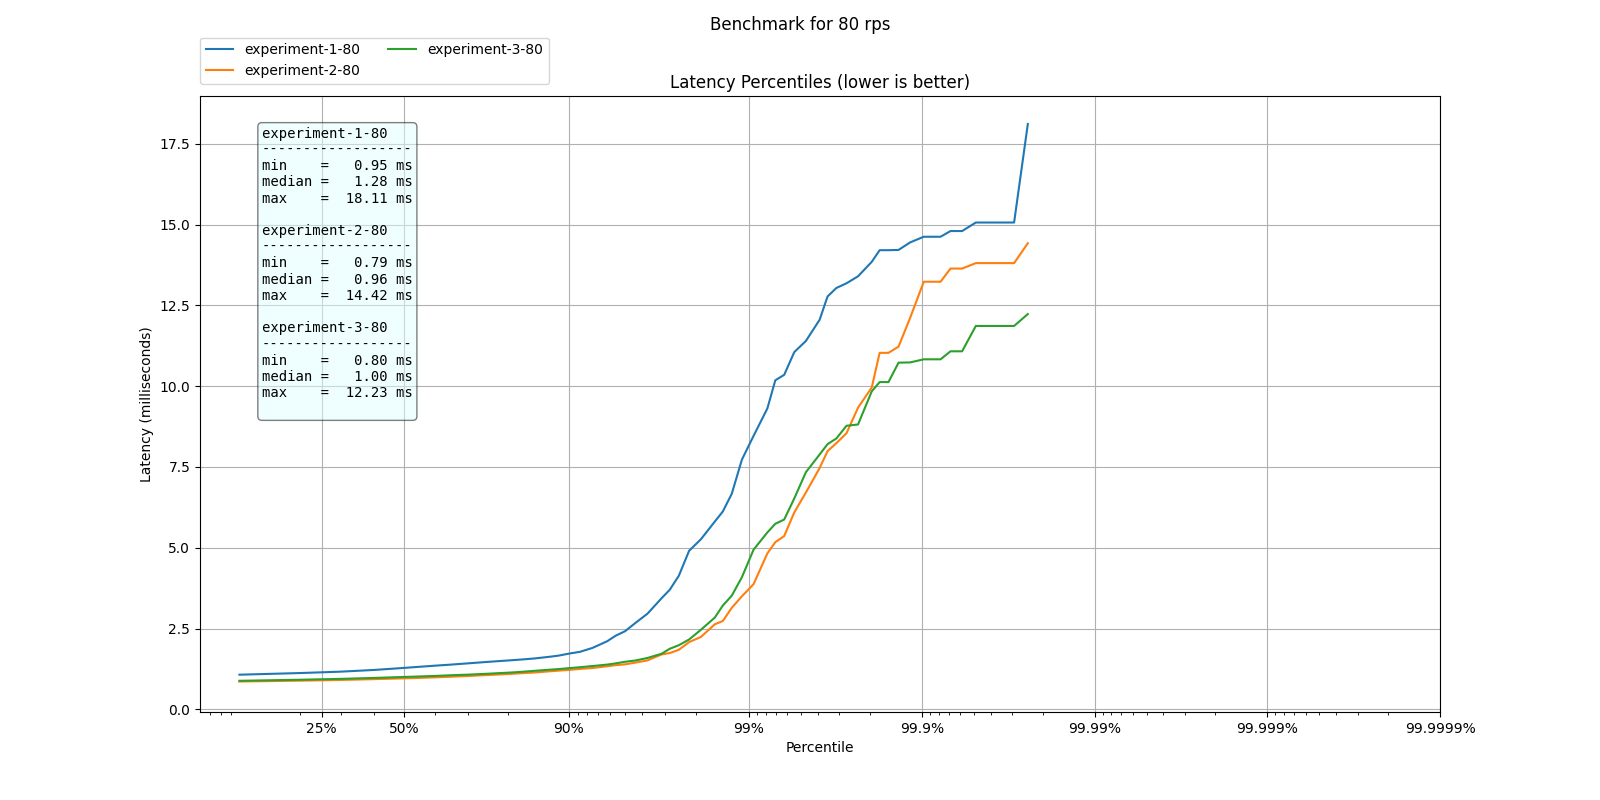 Benchmark for 80 rps
experiment-1-80
experiment-2-80
experiment-3-80
Latency Percentiles (lower is better)
experiment-1-80
------------------
min    =   0.95 ms
median =   1.28 ms
max    =  18.11 ms
experiment-2-80
------------------
min    =   0.79 ms
median =   0.96 ms
max    =  14.42 ms
experiment-3-80
------------------
min    =   0.80 ms
median =   1.00 ms
max    =  12.23 ms
Latency (milliseconds)
17.5
15.0
12.5
10.0
7.5
5.0
2.5
0.0
25% 50% 90% 99% 99.9% 99.99% 99.999% 99.9999%
Percentile